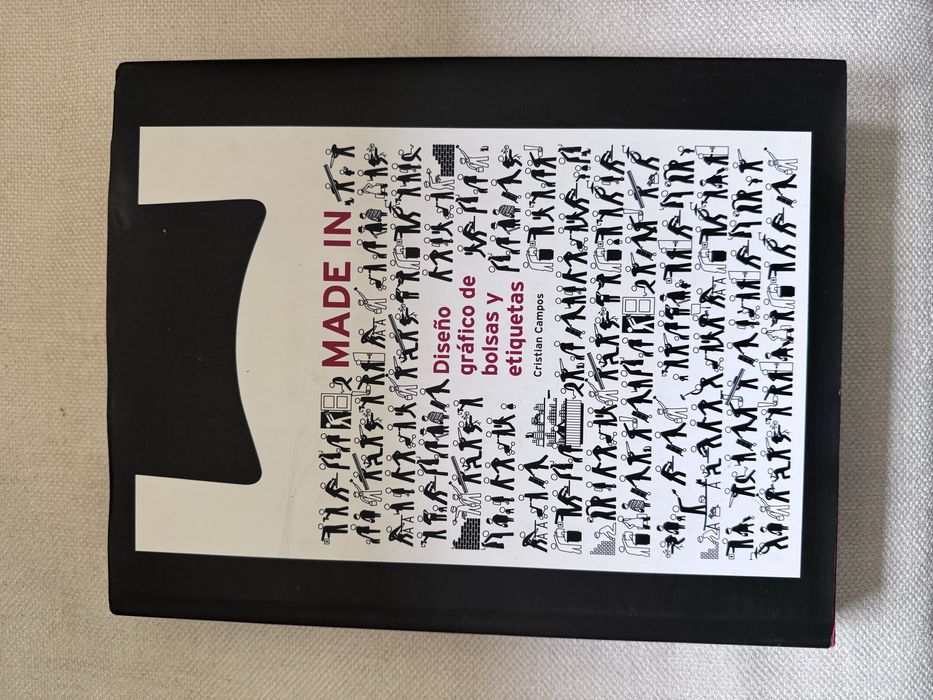 MADE IN
Diseño
gráfico de
bolsas y
etiquetas
Cristian Campos